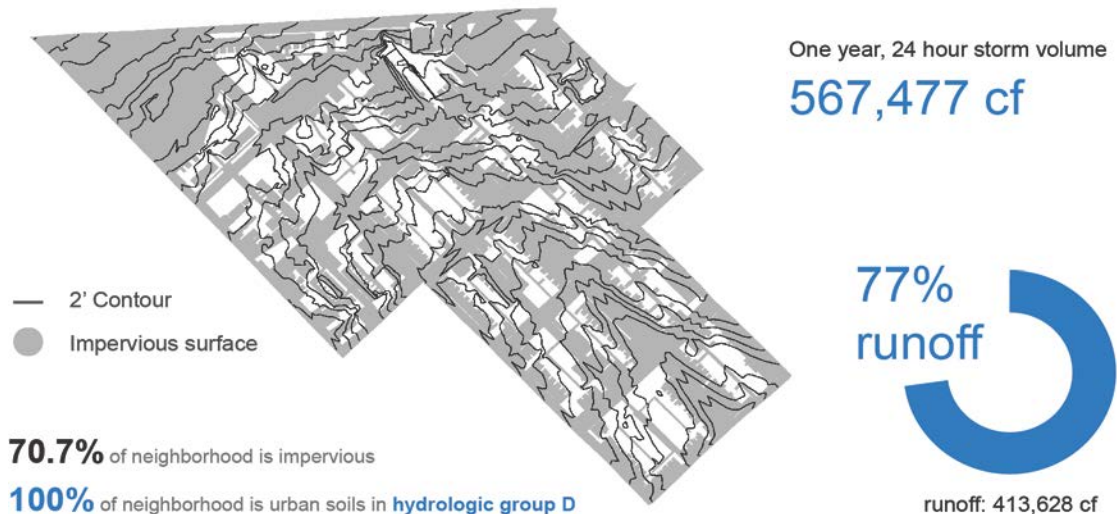 One year, 24 hour storm volume
567,477 cf
2' Contour
Impervious surface
77%
runoff
70.7% of neighborhood is impervious
100% of neighborhood is urban soils in hydrologic group D
runoff: 413,628 cf